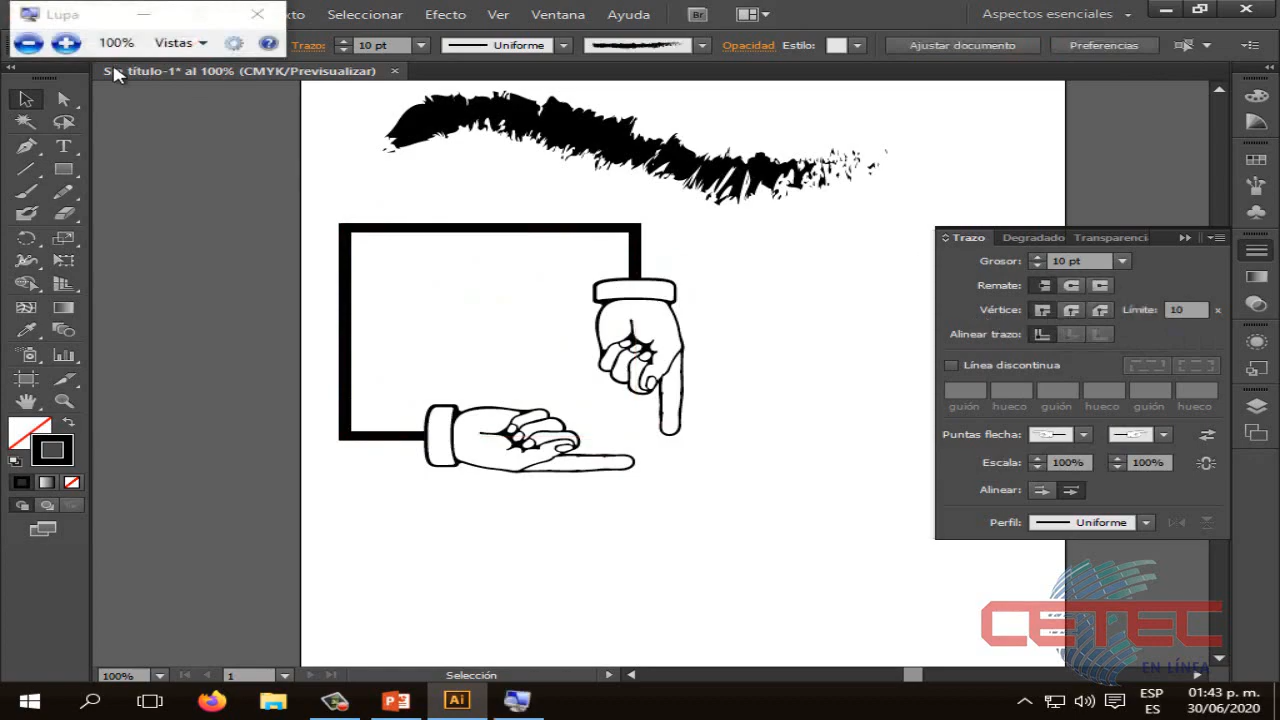 Lupa
xto Seleccionar Efecto Ver Ventana Ayuda Br Aspectos esenciales
100% Vistas Trazo: 10 pt Uniforme Opacidad Estilo: Ajustar documento Preferencias
título-1* al 100% (CMYK/Previsualizar) ×
Trazo Degradado Transparenci
Grosor: 10 pt
Remate:
Vértice: Límite: 10 x
Alinear trazo:
Línea discontinua
guión hueco guión hueco guión hueco
Puntas flecha:
Escala: 100% 100%
Alinear:
Perfil: Uniforme
CETEC
EN LÍNEA
100% 1 Selección
Ai
ESP 01:43 p. m.
ES 30/06/2020